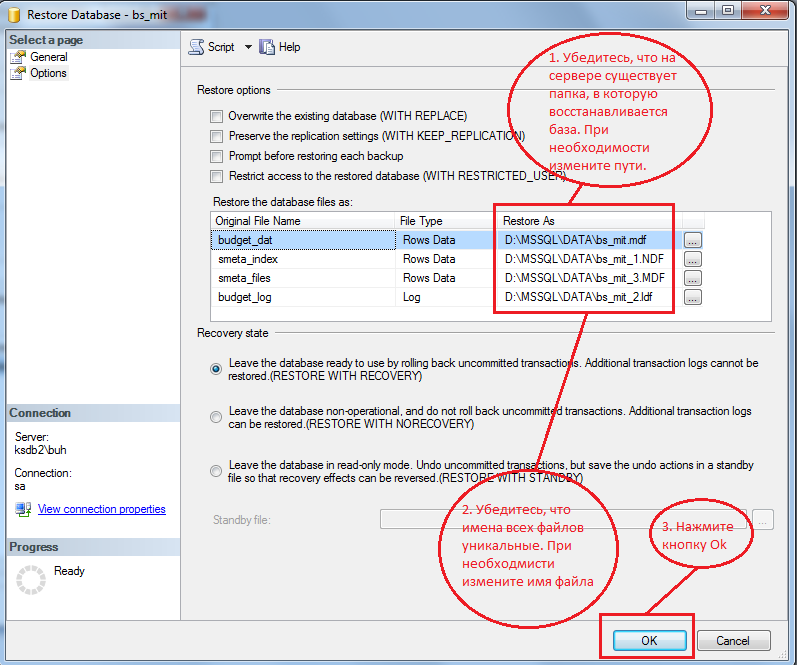 Restore Database - bs_mit
Select a page
General
Options
Script
Help
1. Убедитесь, что на
сервере существует
папка, в которую
восстанавливается
база. При
необходимости
измените пути.
Restore options
Overwrite the existing database (WITH REPLACE)
Preserve the replication settings (WITH KEEP_REPLICATION)
Prompt before restoring each backup
Restrict access to the restored database (WITH RESTRICTED_USER)
Restore the database files as:
Original File Name File Type Restore As
budget_dat Rows Data D:\MSSQL\DATA\bs_mit.mdf ...
smeta_index Rows Data D:\MSSQL\DATA\bs_mit_1.NDF ...
smeta_files Rows Data D:\MSSQL\DATA\bs_mit_3.MDF ...
budget_log Log D:\MSSQL\DATA\bs_mit_2.ldf ...
Recovery state
Leave the database ready to use by rolling back uncommitted transactions. Additional transaction logs cannot be
restored.(RESTORE WITH RECOVERY)
Leave the database non-operational, and do not roll back uncommitted transactions. Additional transaction logs
can be restored.(RESTORE WITH NORECOVERY)
Leave the database in read-only mode. Undo uncommitted transactions, but save the undo actions in a standby
file so that recovery effects can be reversed.(RESTORE WITH STANDBY)
Standby file:
...
2. Убедитесь, что
имена всех файлов
уникальные. При
необходмисти
измените имя файла
3. Нажмите
кнопку Ok
Connection
Server:
ksdb2\buh
Connection:
sa
View connection properties
Progress
Ready
OK
Cancel